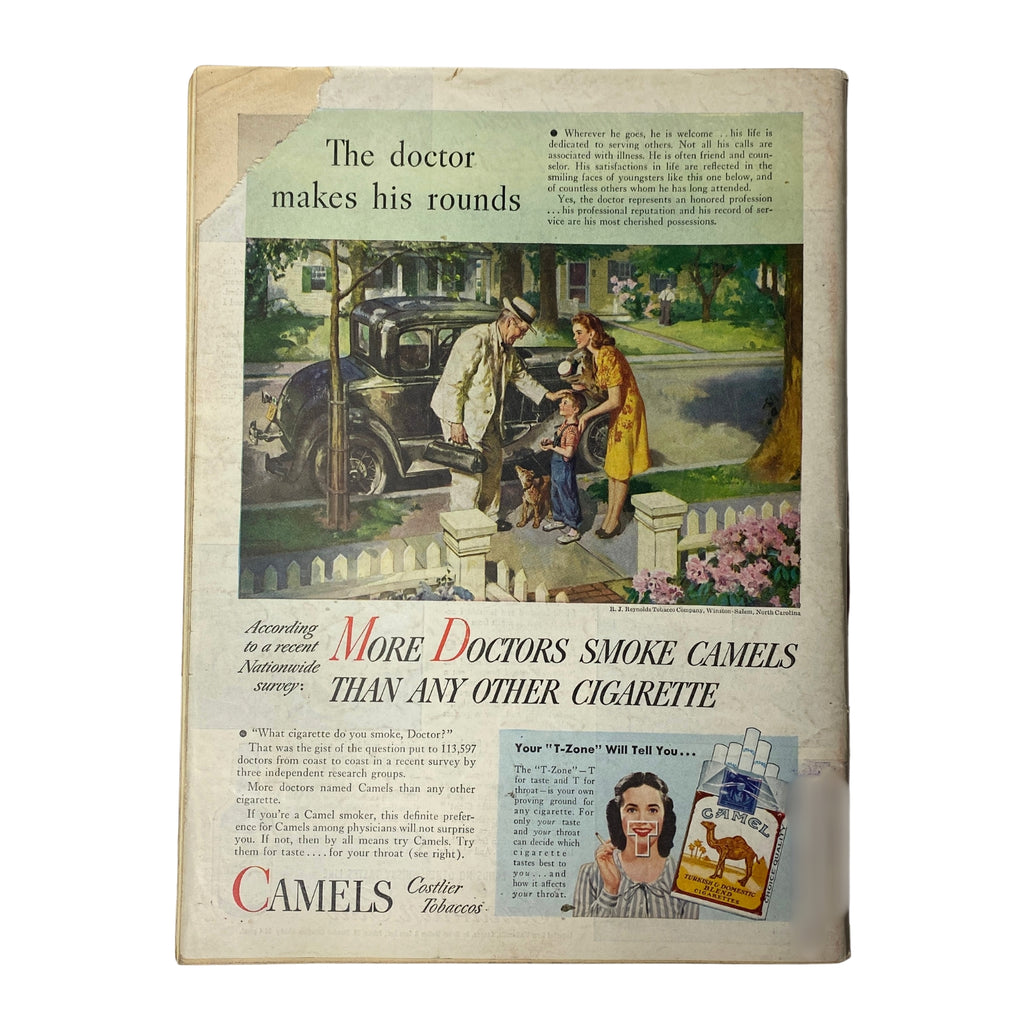 The doctor
makes his rounds
● Wherever he goes, he is welcome . . his life is
dedicated to serving others. Not all his calls are
associated with illness. He is often friend and coun-
selor. His satisfactions in life are reflected in the
smiling faces of youngsters like this one below, and
of countless others whom he has long attended.
Yes, the doctor represents an honored profession
... his professional reputation and his record of ser-
vice are his most cherished possessions.
R. J. Reynolds Tobacco Company, Winston-Salem, North Carolina
According
to a recent
Nationwide
survey:
MORE DOCTORS SMOKE CAMELS
THAN ANY OTHER CIGARETTE
● "What cigarette do you smoke, Doctor?"
That was the gist of the question put to 113,597
doctors from coast to coast in a recent survey by
three independent research groups.
More doctors named Camels than any other
cigarette.
If you're a Camel smoker, this definite prefer-
ence for Camels among physicians will not surprise
you. If not, then by all means try Camels. Try
them for taste....for your throat (see right).
CAMELS
Costlier
Tobaccos
Your "T-Zone" Will Tell You...
The "T-Zone"—T
for taste and T for
throat—is your own
proving ground for
any cigarette. For
only your taste
and your throat
can decide which
cigarette
tastes best to
you...and
how it affects
your throat.
T
CAMEL
TURKISH & DOMESTIC
BLEND
CIGARETTES
CHOICE QUALITY